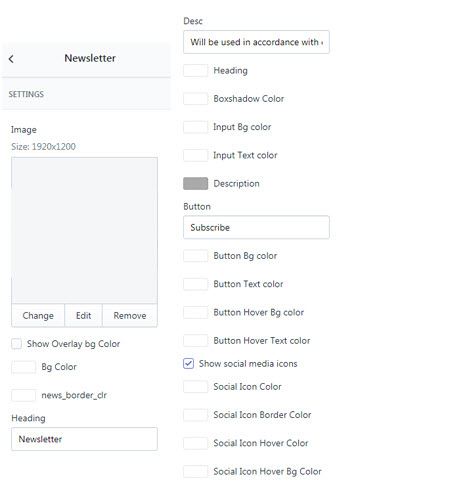 Newsletter
SETTINGS
Image
Size: 1920x1200
Change Edit Remove
Show Overlay bg Color
Bg Color
news_border_clr
Heading
Newsletter
Desc
Will be used in accordance with
Heading
Boxshadow Color
Input Bg color
Input Text color
Description
Button
Subscribe
Button Bg color
Button Text color
Button Hover Bg color
Button Hover Text color
Show social media icons
Social Icon Color
Social Icon Border Color
Social Icon Hover Color
Social Icon Hover Bg Color